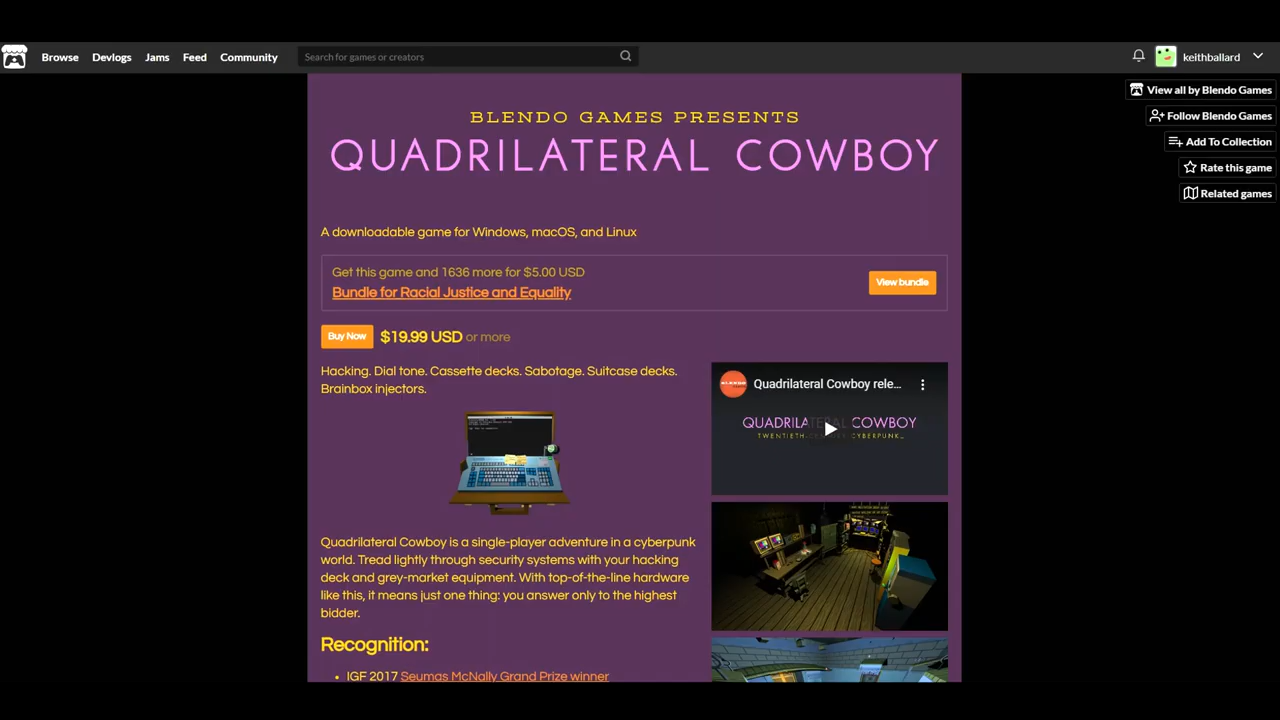 Browse Devlogs Jams Feed Community Search for games or creators keithballard
View all by Blendo Games
Follow Blendo Games
Add To Collection
Rate this game
Related games
BLENDO GAMES PRESENTS
QUADRILATERAL COWBOY
A downloadable game for Windows, macOS, and Linux
Get this game and 1636 more for $5.00 USD
Bundle for Racial Justice and Equality
View bundle
Buy Now $19.99 USD or more
Hacking. Dial tone. Cassette decks. Sabotage. Suitcase decks.
Brainbox injectors.
Quadrilateral Cowboy is a single-player adventure in a cyberpunk
world. Tread lightly through security systems with your hacking
deck and grey-market equipment. With top-of-the-line hardware
like this, it means just one thing: you answer only to the highest
bidder.
Recognition:
• IGF 2017 Seumas McNally Grand Prize winner
BLENDO
Quadrilateral Cowboy rele...
QUADRILATERAL COWBOY
TWENTIETH-CENTURY CYBERPUNK